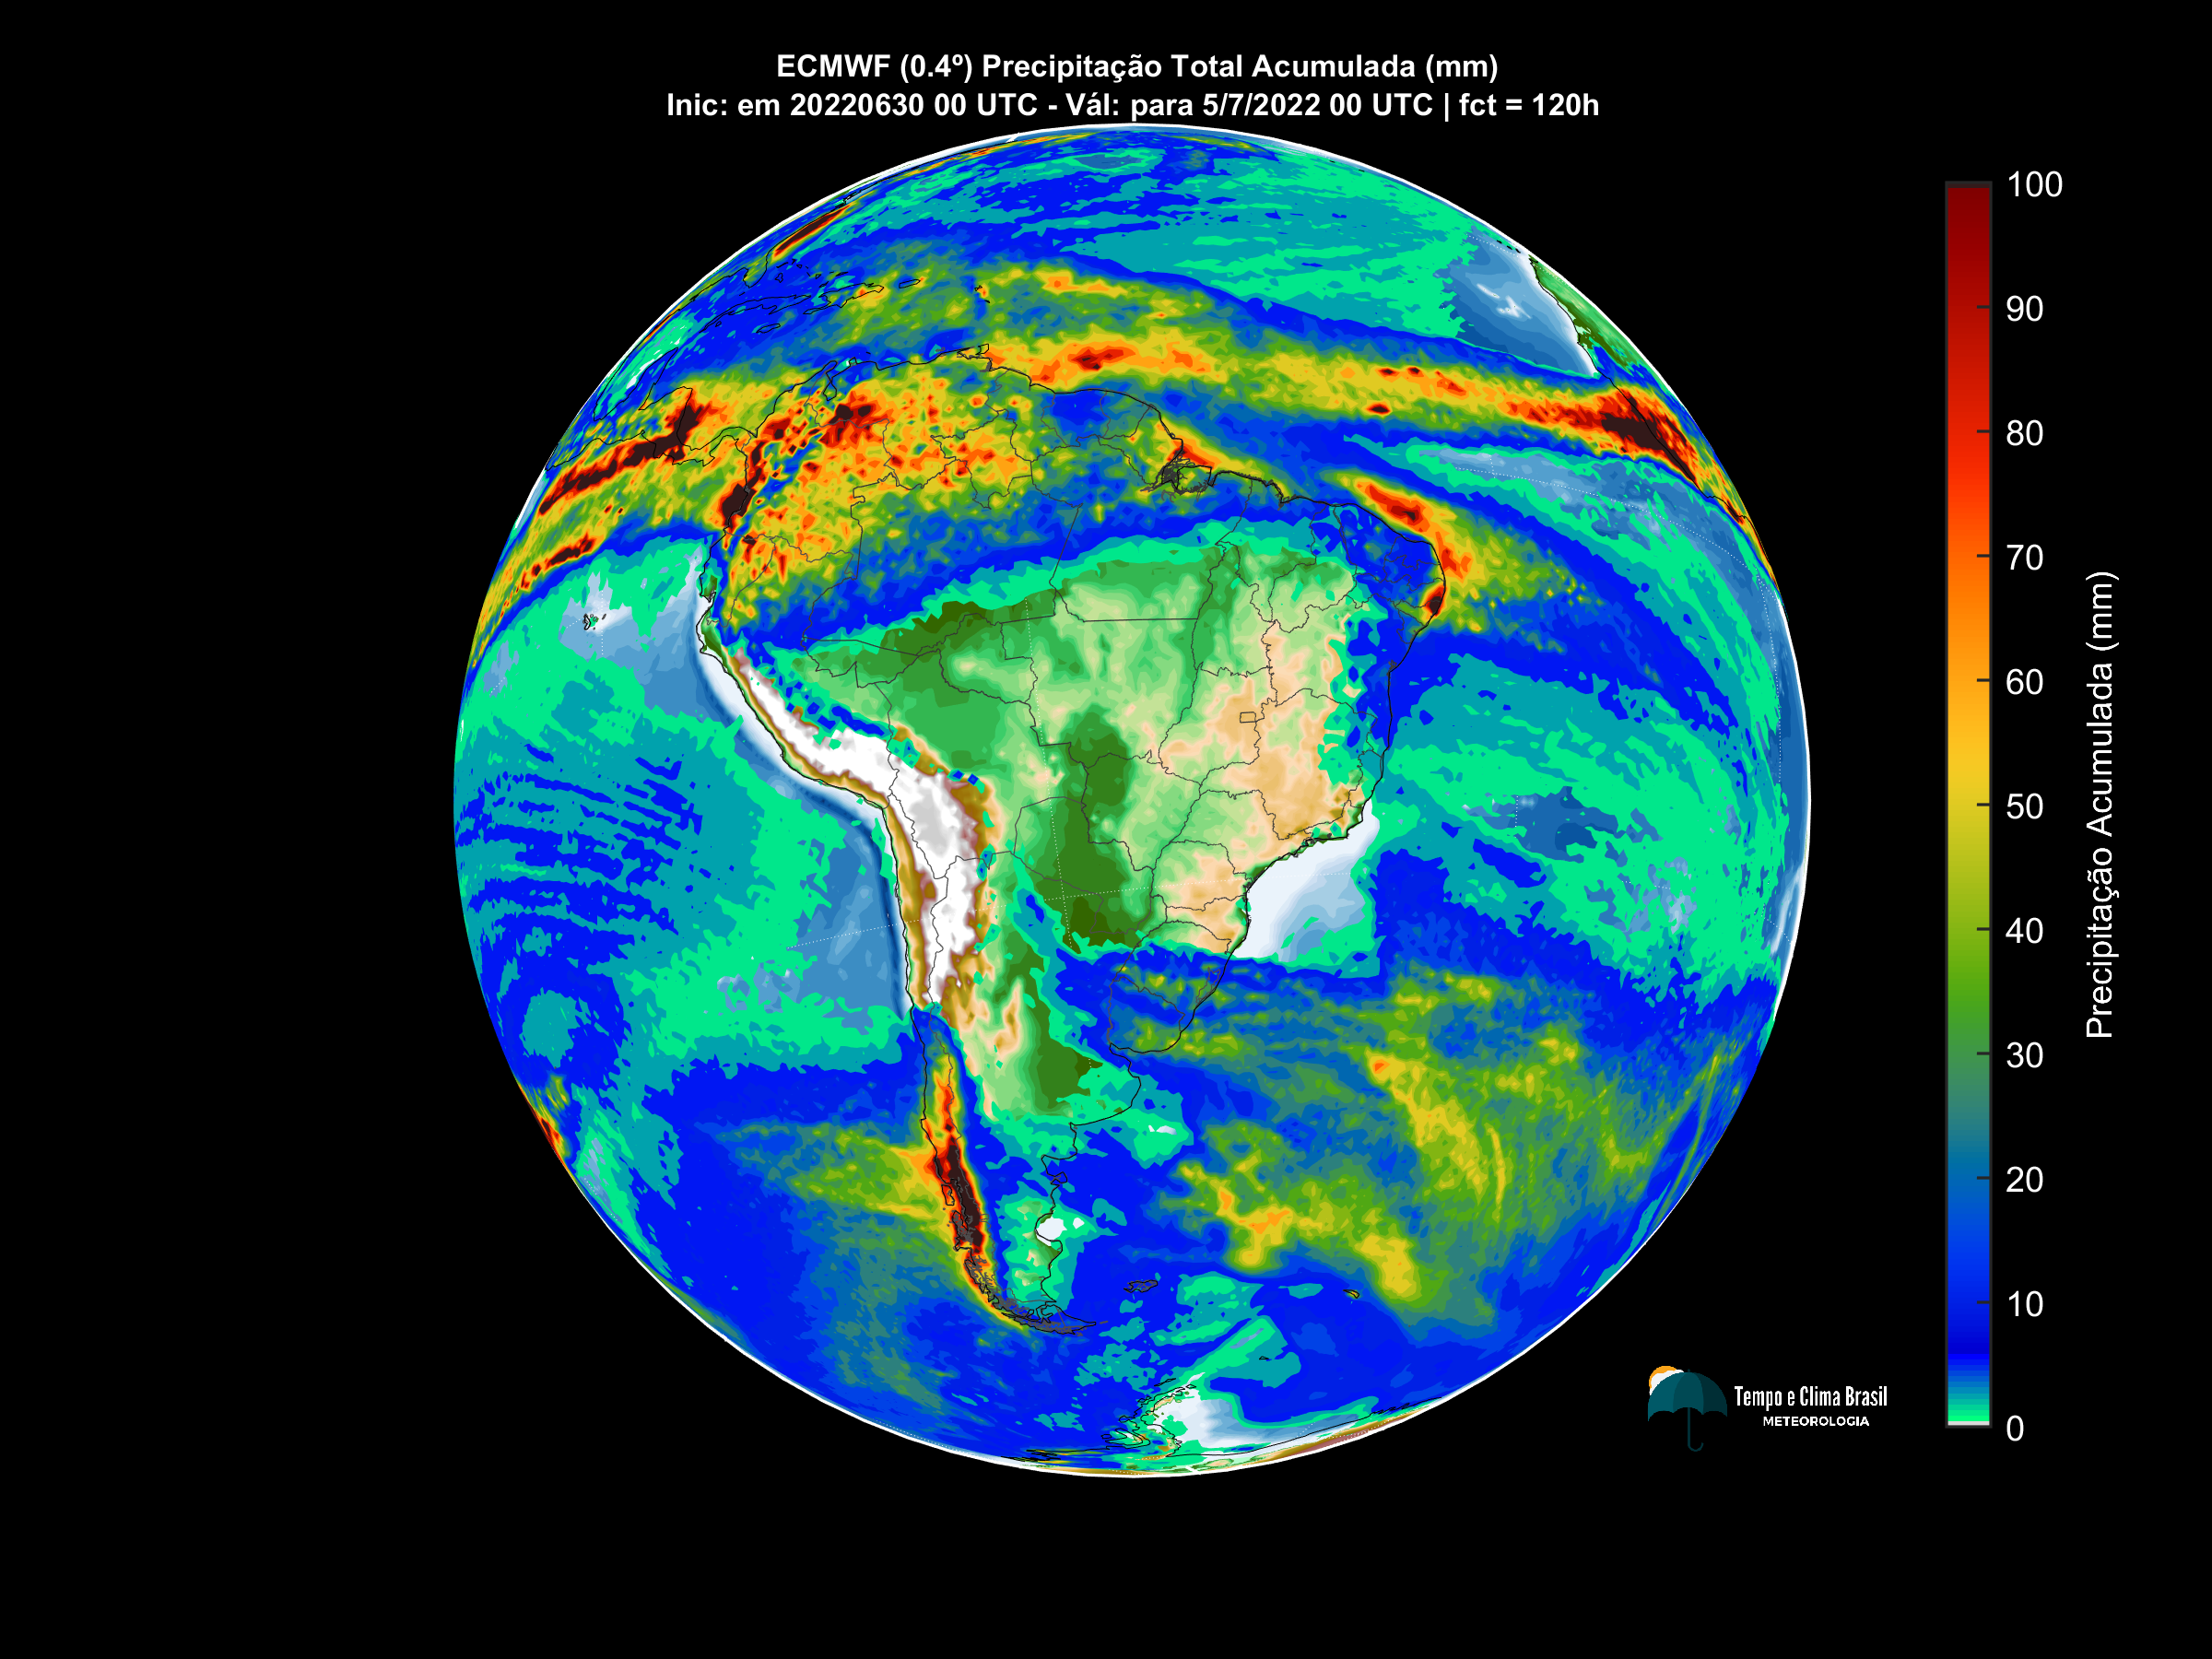 ECMWF (0.4º) Precipitação Total Acumulada (mm)
Inic: em 20220630 00 UTC - Vál: para 5/7/2022 00 UTC | fct = 120h
100
90
80
70
60
50
40
30
20
10
0
Precipitação Acumulada (mm)
Tempo e Clima Brasil
METEOROLOGIA